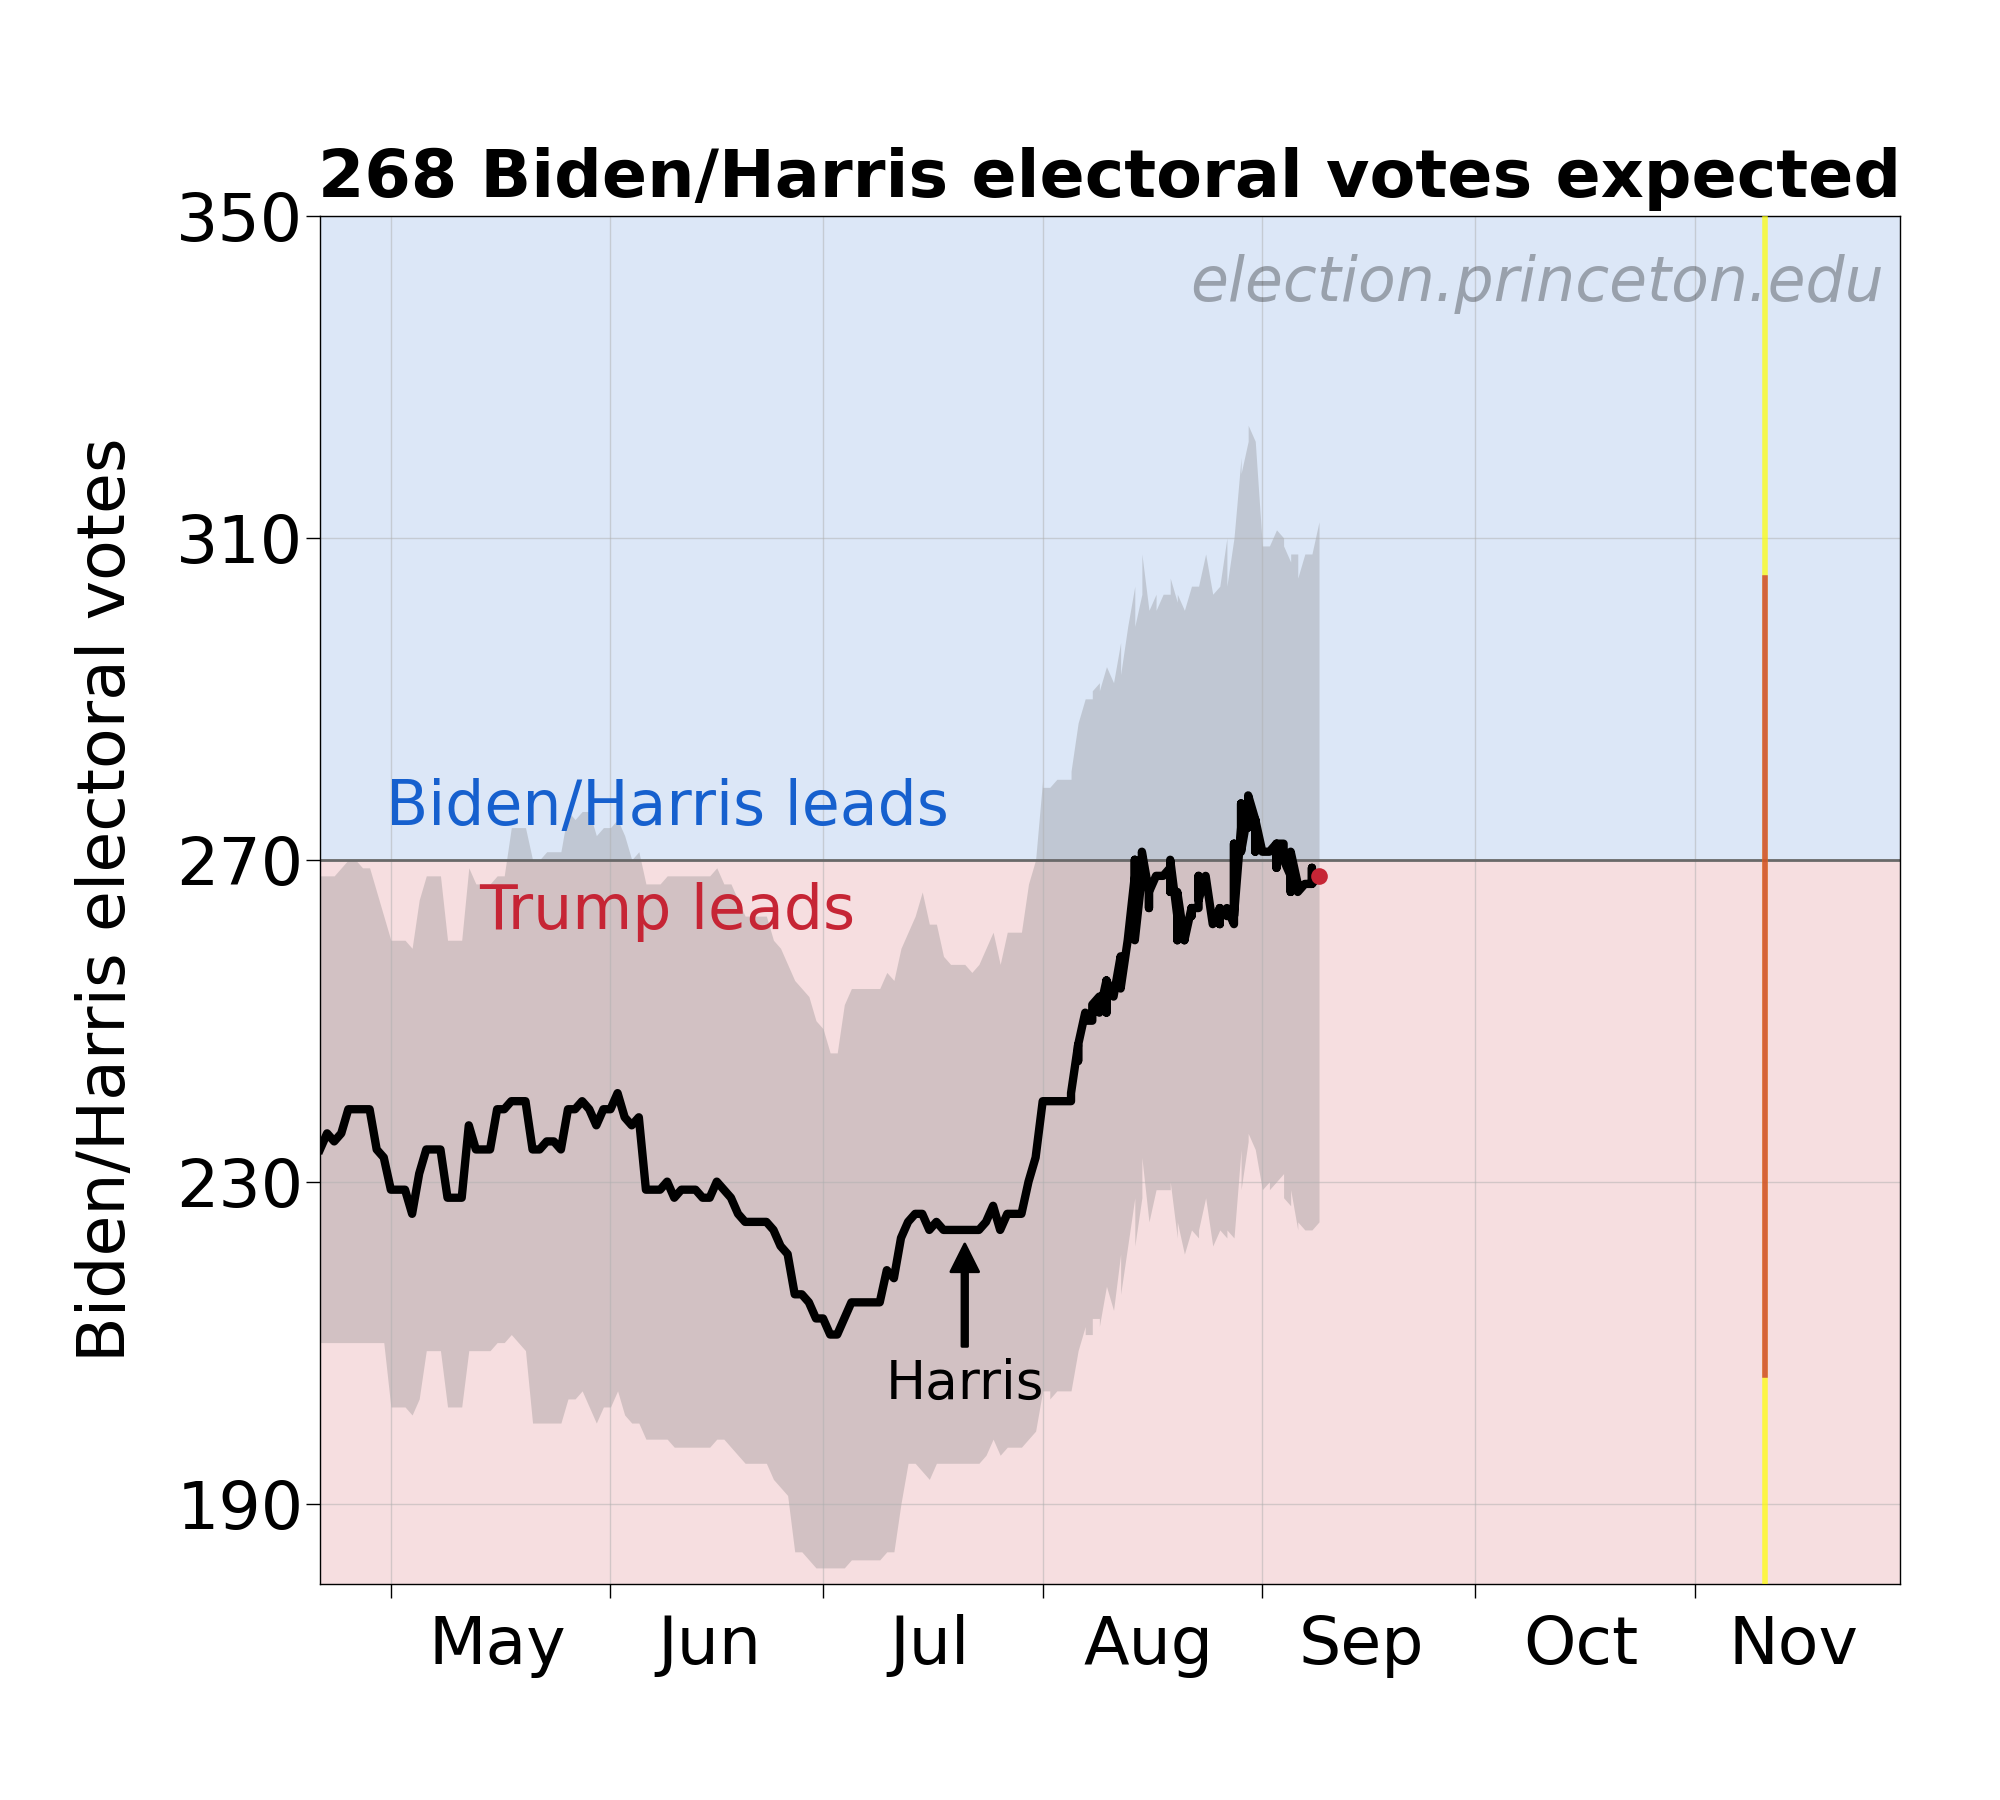 268 Biden/Harris electoral votes expected
350
election.princeton.edu
310
Biden/Harris electoral votes
Biden/Harris leads
270
Trump leads
230
Harris
190
May Jun Jul Aug Sep Oct Nov